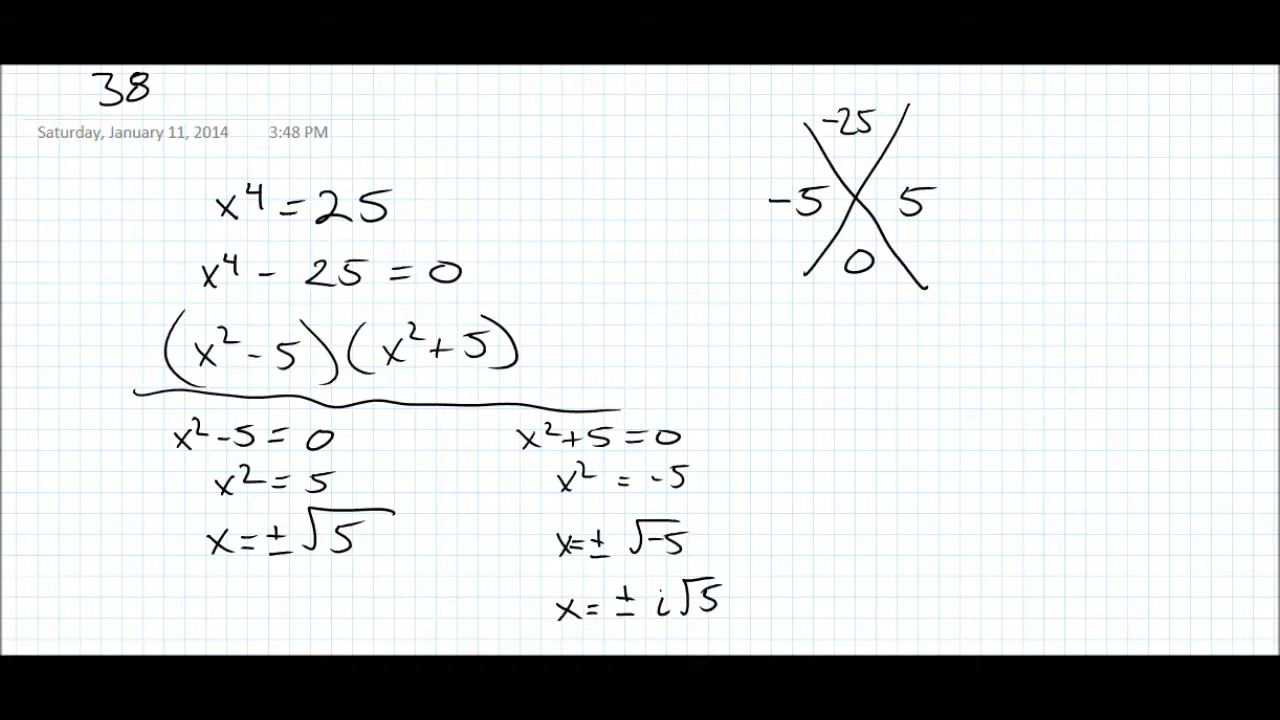 38
Saturday, January 11, 2014 3:48 PM
x⁴ = 25
x⁴ - 25 = 0
(x² - 5)(x² + 5)
x² - 5 = 0
x² = 5
x = ± √5
x² + 5 = 0
x² = -5
x = ± √-5
x = ± i√5
-25
-5 5
0